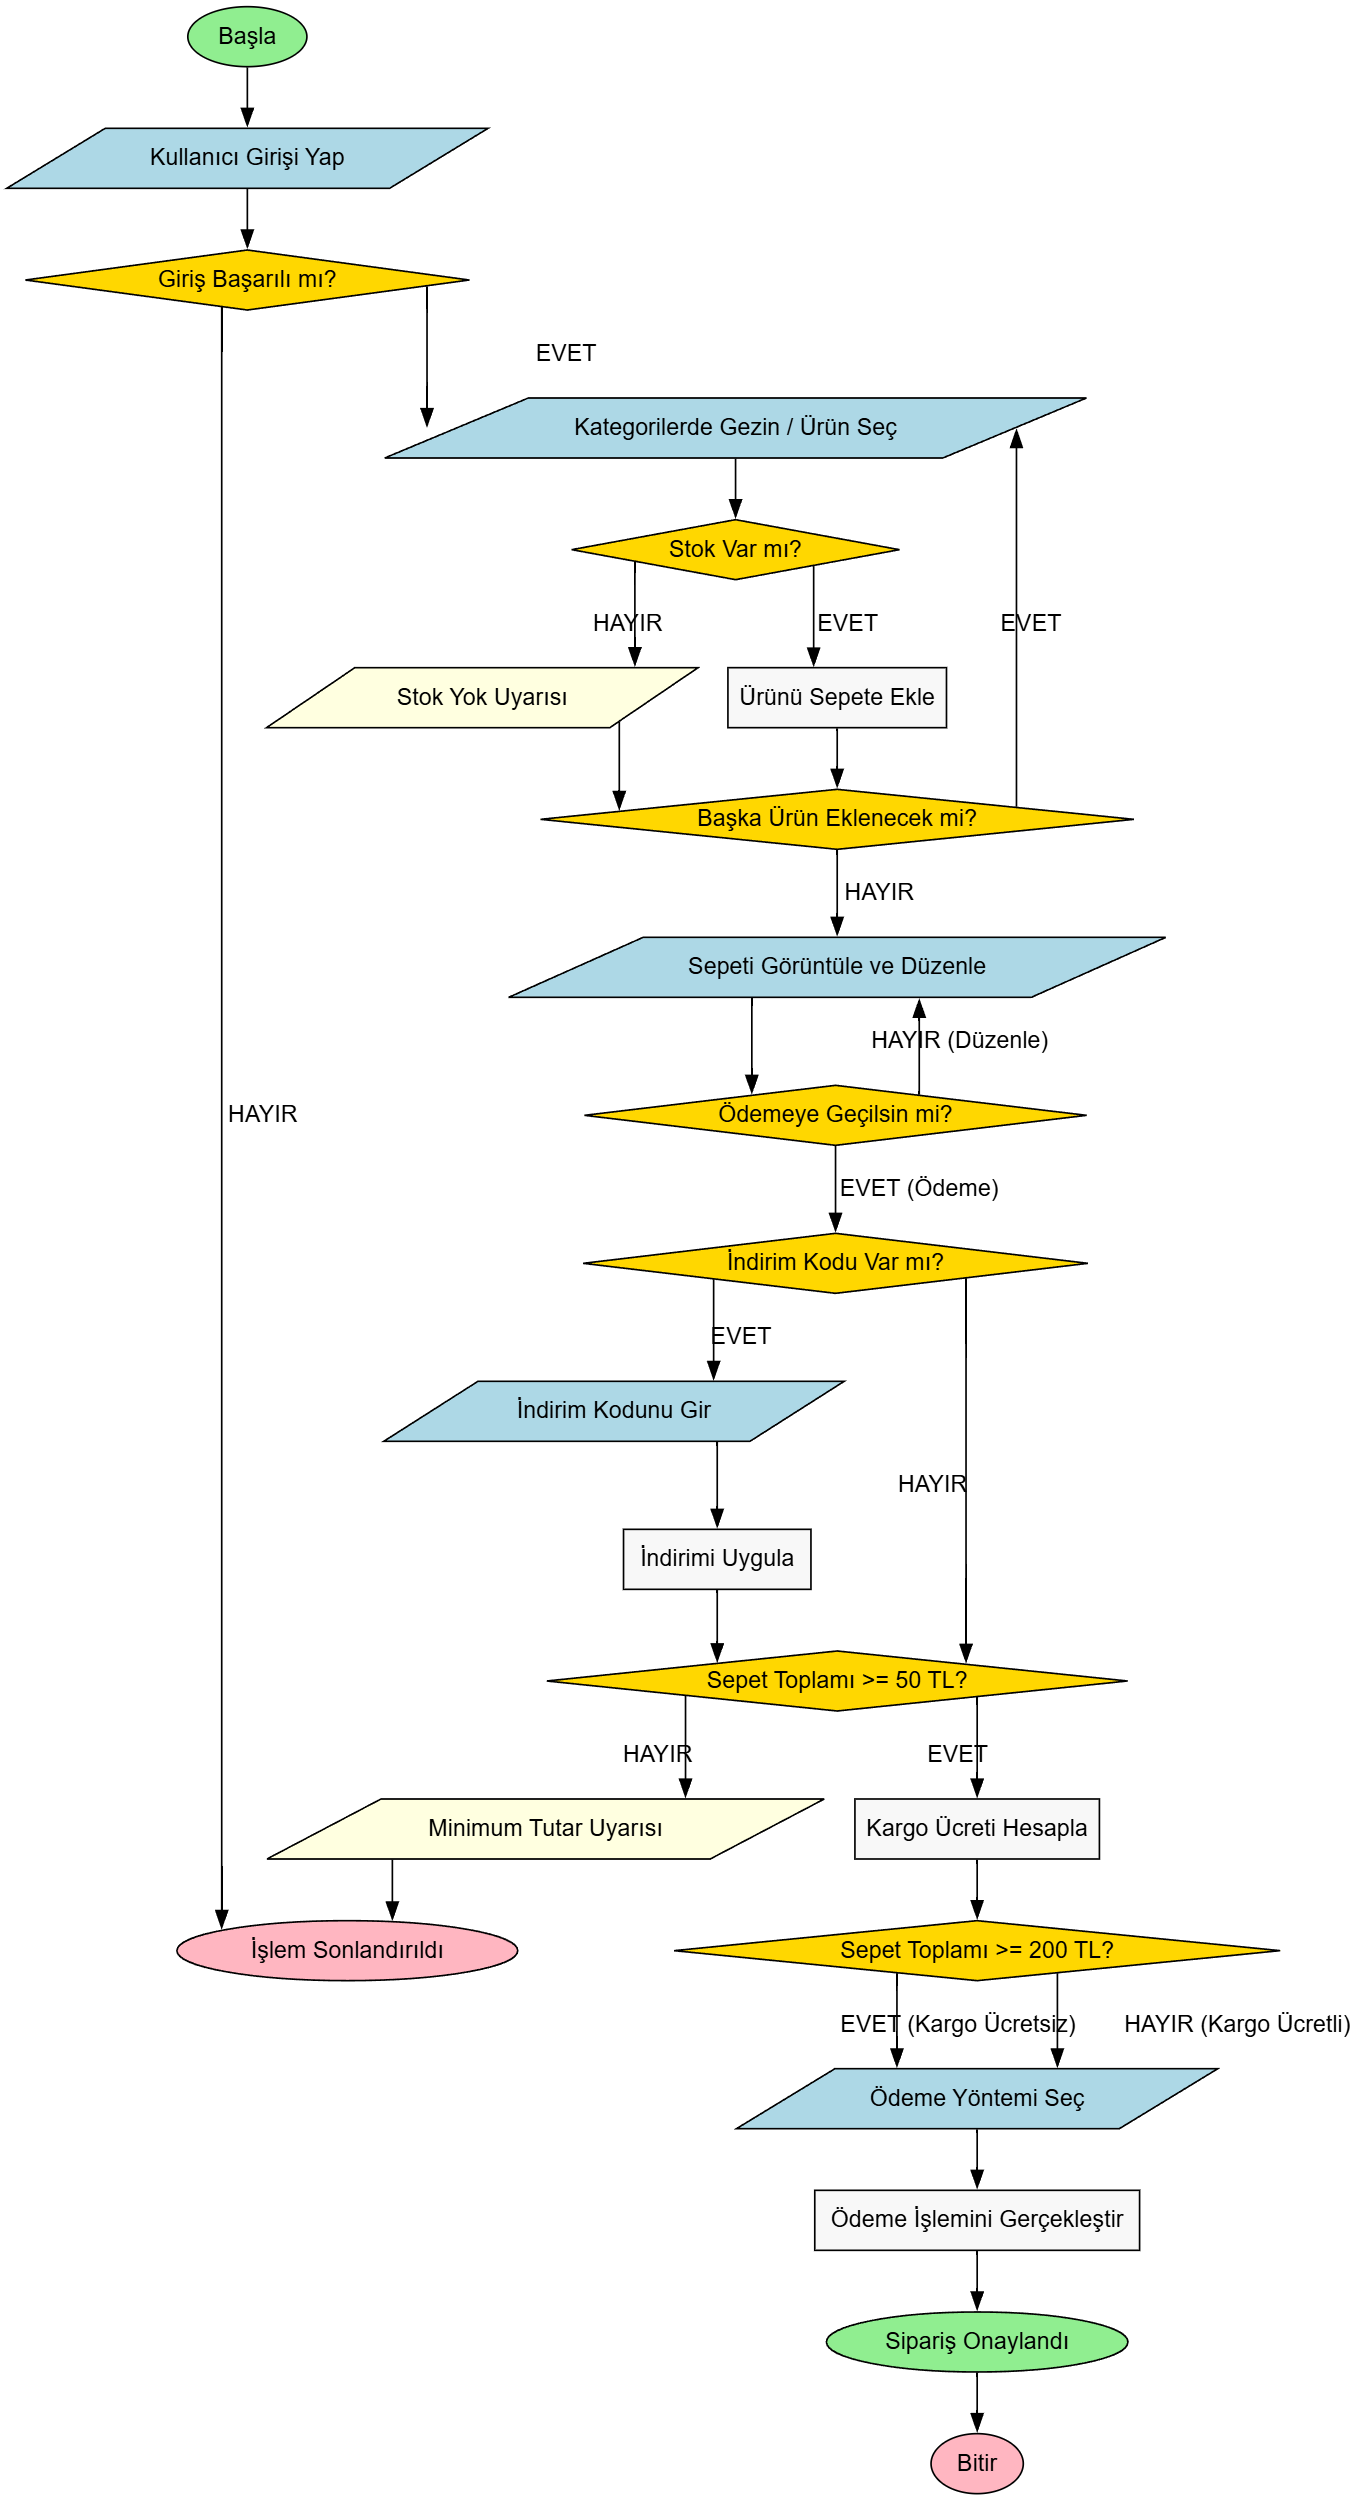 Başla
Kullanıcı Girişi Yap
Giriş Başarılı mı?
EVET
Kategorilerde Gezin / Ürün Seç
Stok Var mı?
HAYIR
EVET
EVET
Stok Yok Uyarısı
Ürünü Sepete Ekle
Başka Ürün Eklenecek mi?
HAYIR
Sepeti Görüntüle ve Düzenle
HAYIR (Düzenle)
HAYIR
Ödemeye Geçilsin mi?
EVET (Ödeme)
İndirim Kodu Var mı?
EVET
İndirim Kodunu Gir
HAYIR
İndirimi Uygula
Sepet Toplamı >= 50 TL?
HAYIR
EVET
Minimum Tutar Uyarısı
Kargo Ücreti Hesapla
İşlem Sonlandırıldı
Sepet Toplamı >= 200 TL?
EVET (Kargo Ücretsiz)
HAYIR (Kargo Ücretli)
Ödeme Yöntemi Seç
Ödeme İşlemini Gerçekleştir
Sipariş Onaylandı
Bitir